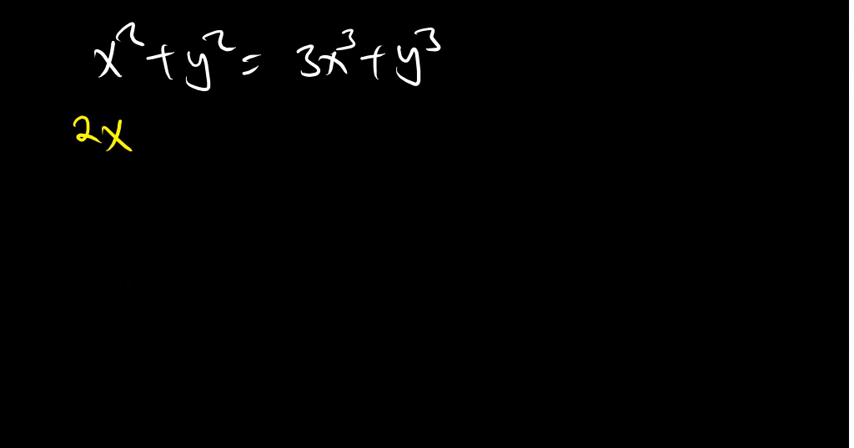 x² + y² = 3x³ + y³
2x